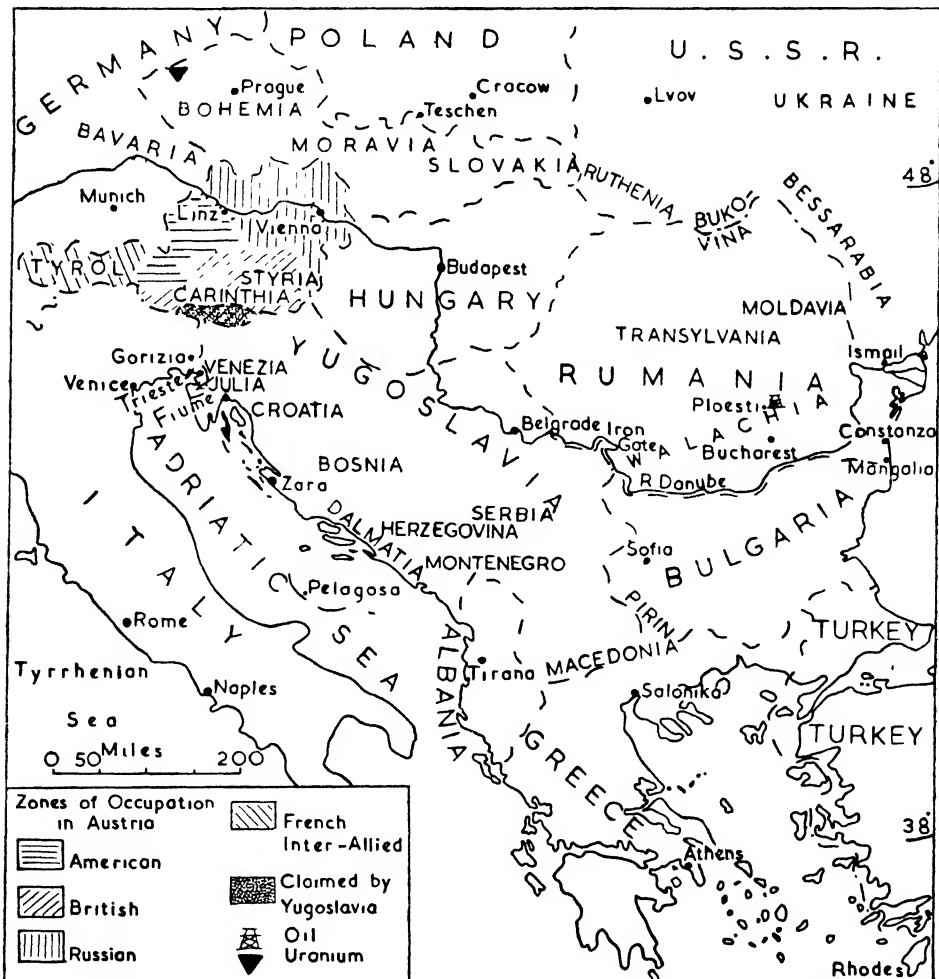 GERMANY
POLAND
U.S.S.R.
Prague
BOHEMIA
Cracow
Teschen
Lvov
UKRAINE
BAVARIA
MORAVIA
SLOVAKIA
RUTHENIA
48°
Munich
Linz
Vienna
BUKO
VINA
BESSARABIA
TYROL
STYRIA
CARINTHIA
Budapest
HUNGARY
MOLDAVIA
TRANSYLVANIA
Gorizia
VENEZIA
JULIA
Venice
Trieste
Fiume
YUGOSLAVIA
RUMANIA
Ismail
Ploesti
CROATIA
Belgrade
Iron
Gate
WALACHIA
Bucharest
Constanza
Mangalia
BOSNIA
Zara
R.Danube
ADRIATIC SEA
ITALY
DALMATIA
HERZEGOVINA
SERBIA
MONTENEGRO
Sofia
BULGARIA
Pelagosa
PIRIN
Rome
ALBANIA
Tirana
MACEDONIA
TURKEY
Tyrrhenian
Sea
Naples
Salonika
TURKEY
Miles
0 50 200
GREECE
Zones of Occupation
in Austria
American
British
Russian
French
Inter-Allied
Claimed by
Yugoslavia
Oil
Uranium
38°
Athens
Rhodes